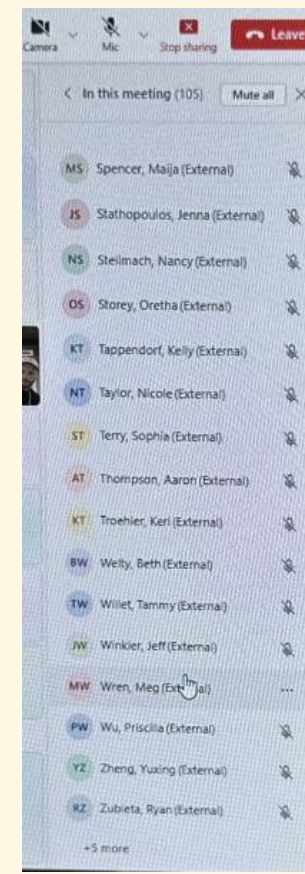 Camera
Mic
Stop sharing
Leave
In this meeting (105)
Mute all
MS Spencer, Maija (External)
JS Stathopoulos, Jenna (External)
NS Steilmach, Nancy (External)
OS Storey, Oretha (External)
KT Tappendorf, Kelly (External)
NT Taylor, Nicole (External)
ST Terry, Sophia (External)
AT Thompson, Aaron (External)
KT Troehler, Keri (External)
BW Welty, Beth (External)
TW Willet, Tammy (External)
JW Winkler, Jeff (External)
MW Wren, Meg (External)
PW Wu, Priscilla (External)
YZ Zheng, Yuxing (External)
RZ Zubieta, Ryan (External)
+5 more